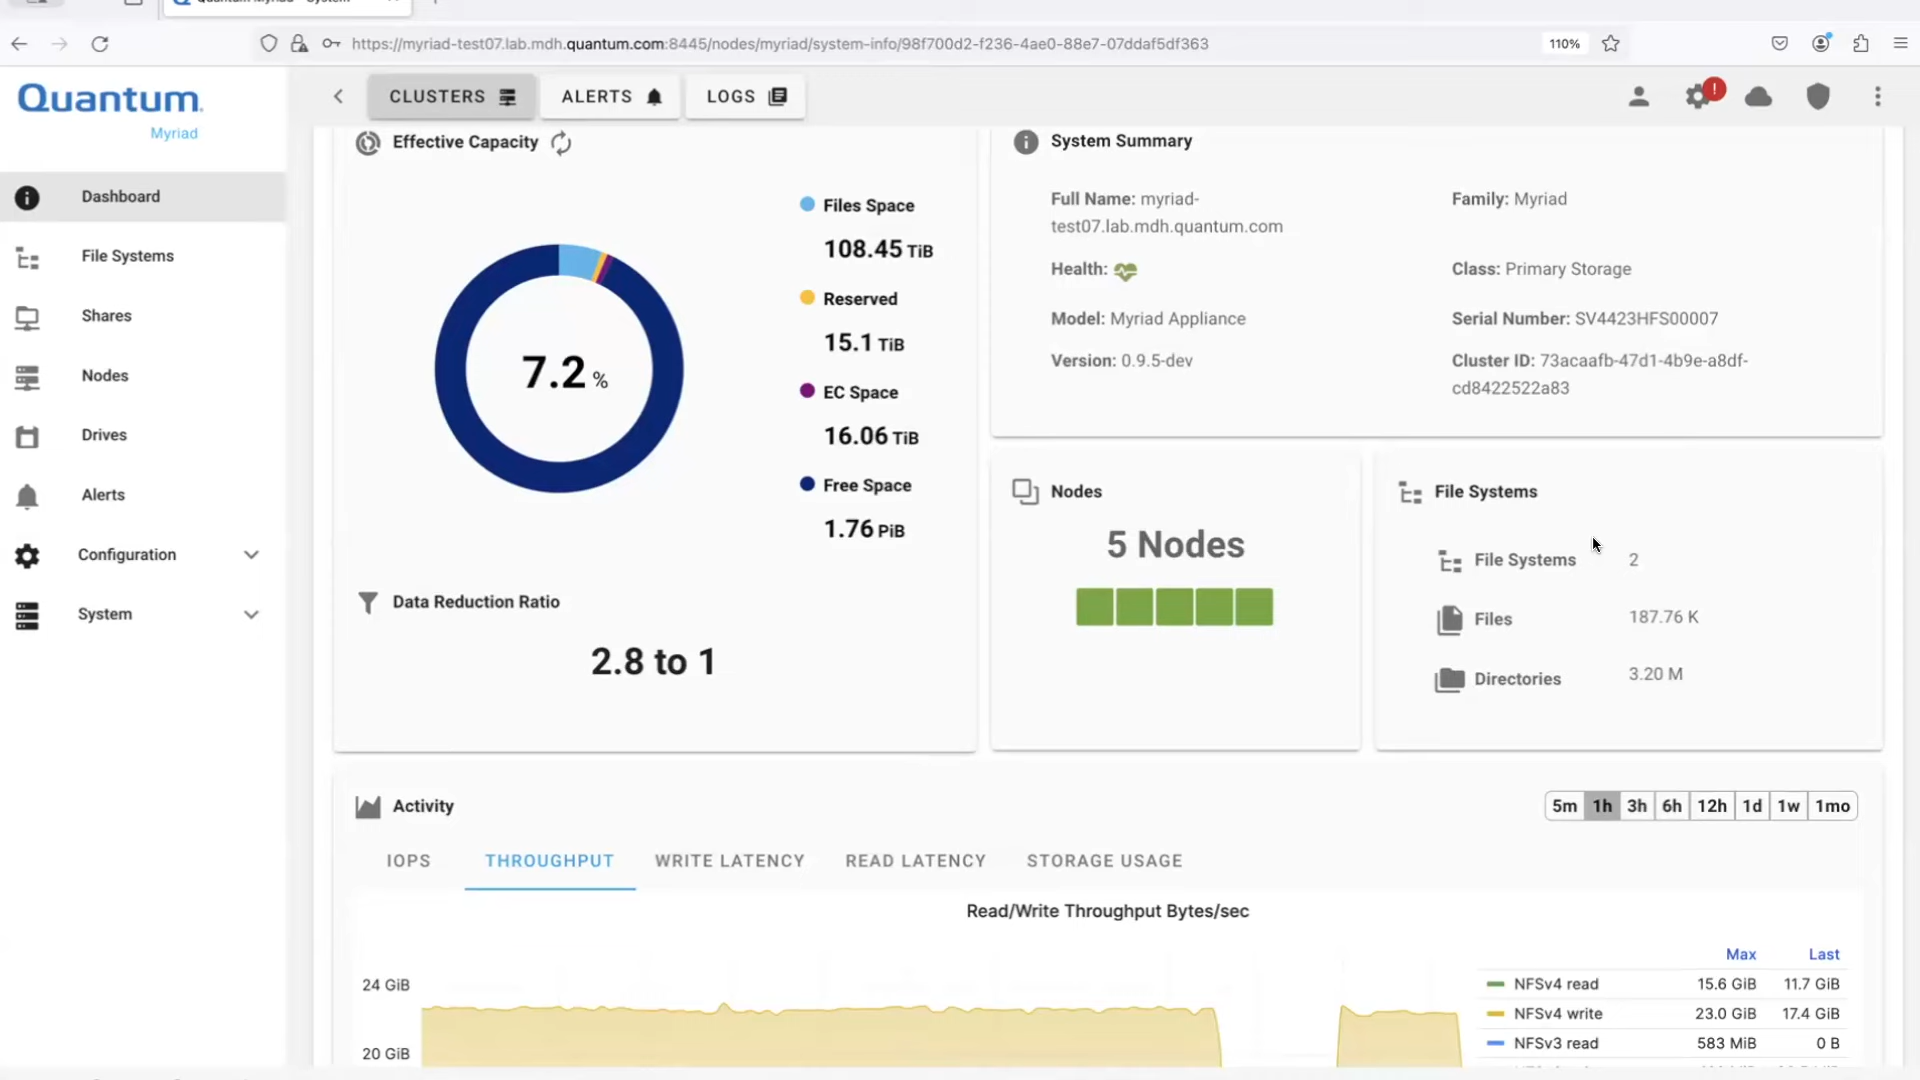 https://myriad-test07.lab.mdh.quantum.com:8445/nodes/myriad/system-info/98f700d2-f236-4ae0-88e7-07ddaf5df363
110%
Quantum
Myriad
CLUSTERS
ALERTS
LOGS
!
Dashboard
File Systems
Shares
Nodes
Drives
Alerts
Configuration
System
Effective Capacity
7.2 %
Files Space
108.45 TiB
Reserved
15.1 TiB
EC Space
16.06 TiB
Free Space
1.76 PiB
Data Reduction Ratio
2.8 to 1
System Summary
Full Name: myriad-
test07.lab.mdh.quantum.com
Family: Myriad
Health:
Class: Primary Storage
Model: Myriad Appliance
Serial Number: SV4423HFS00007
Version: 0.9.5-dev
Cluster ID: 73acaafb-47d1-4b9e-a8df-
cd8422522a83
Nodes
5 Nodes
File Systems
File Systems 2
Files 187.76 K
Directories 3.20 M
Activity
5m 1h 3h 6h 12h 1d 1w 1mo
IOPS THROUGHPUT WRITE LATENCY READ LATENCY STORAGE USAGE
Read/Write Throughput Bytes/sec
24 GiB
20 GiB
Max Last
NFSv4 read 15.6 GiB 11.7 GiB
NFSv4 write 23.0 GiB 17.4 GiB
NFSv3 read 583 MiB 0 B